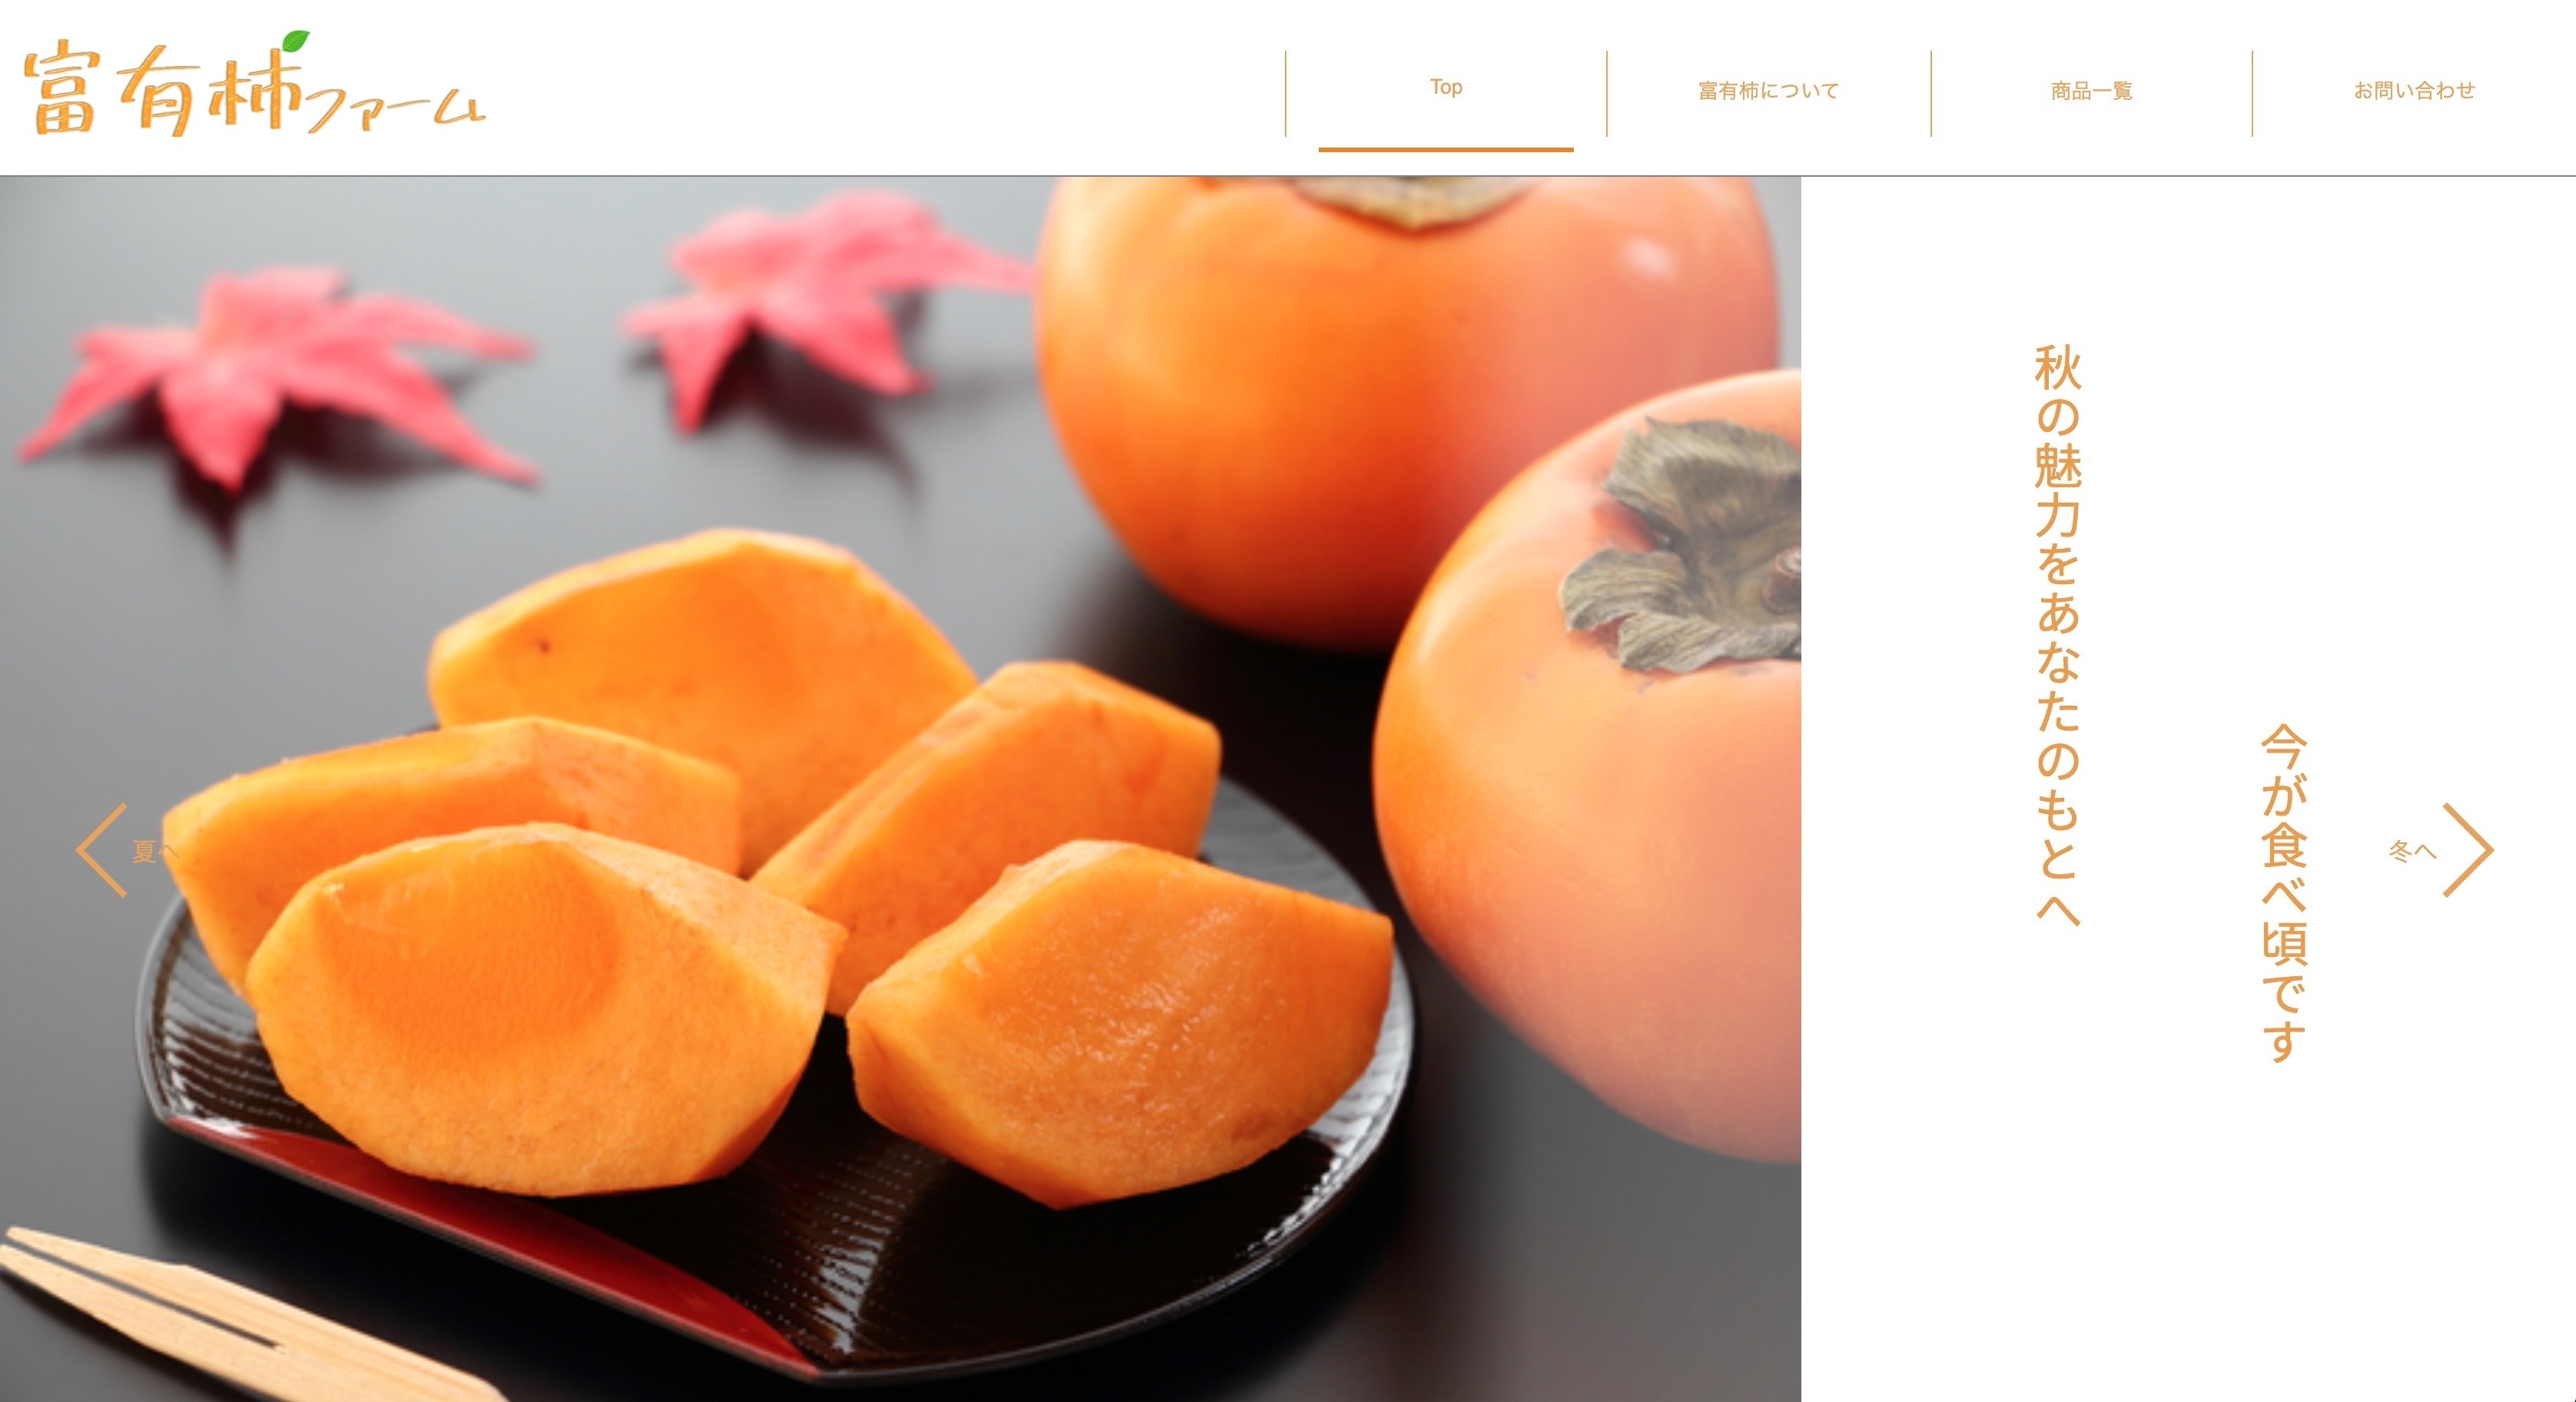 富有柿ファーム
Top
富有柿について
商品一覧
お問い合わせ
今が食べ頃です
秋の魅力をあなたのもとへ
夏へ
冬へ